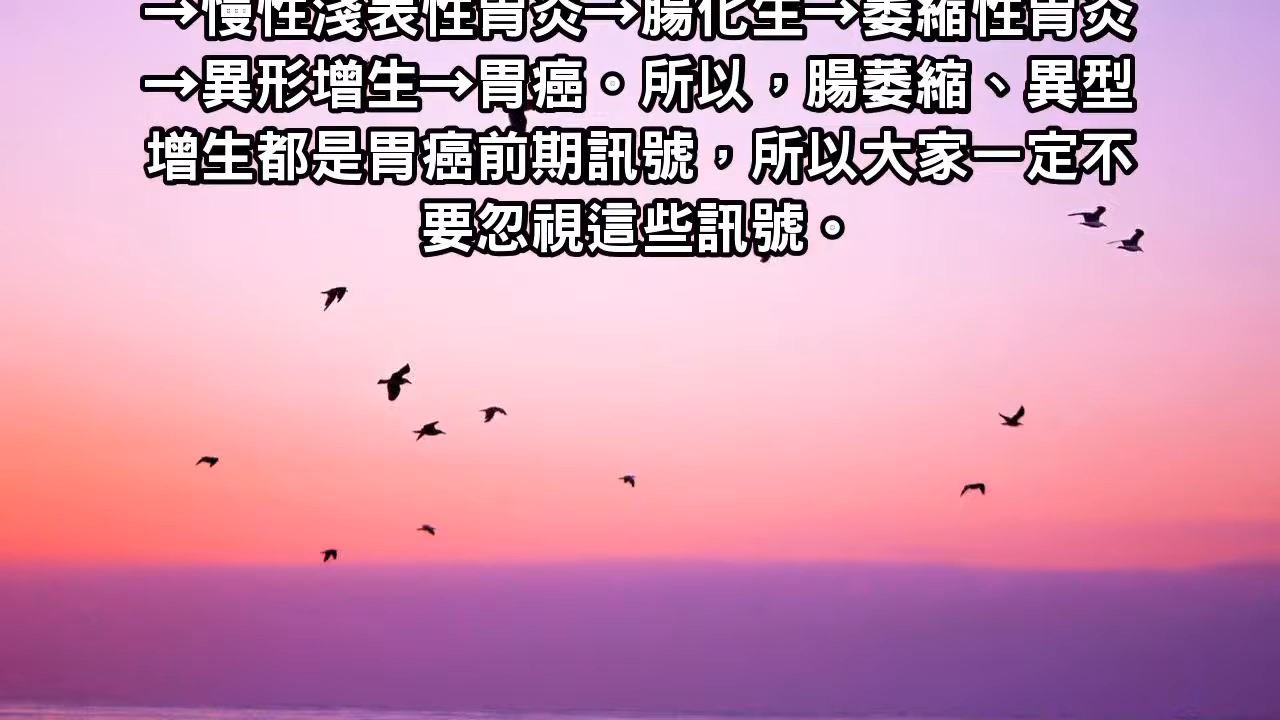 →慢性淺表性胃炎→腸化生→萎縮性胃炎
→異形增生→胃癌。所以，腸萎縮、異型
增生都是胃癌前期訊號，所以大家一定不
要忽視這些訊號。